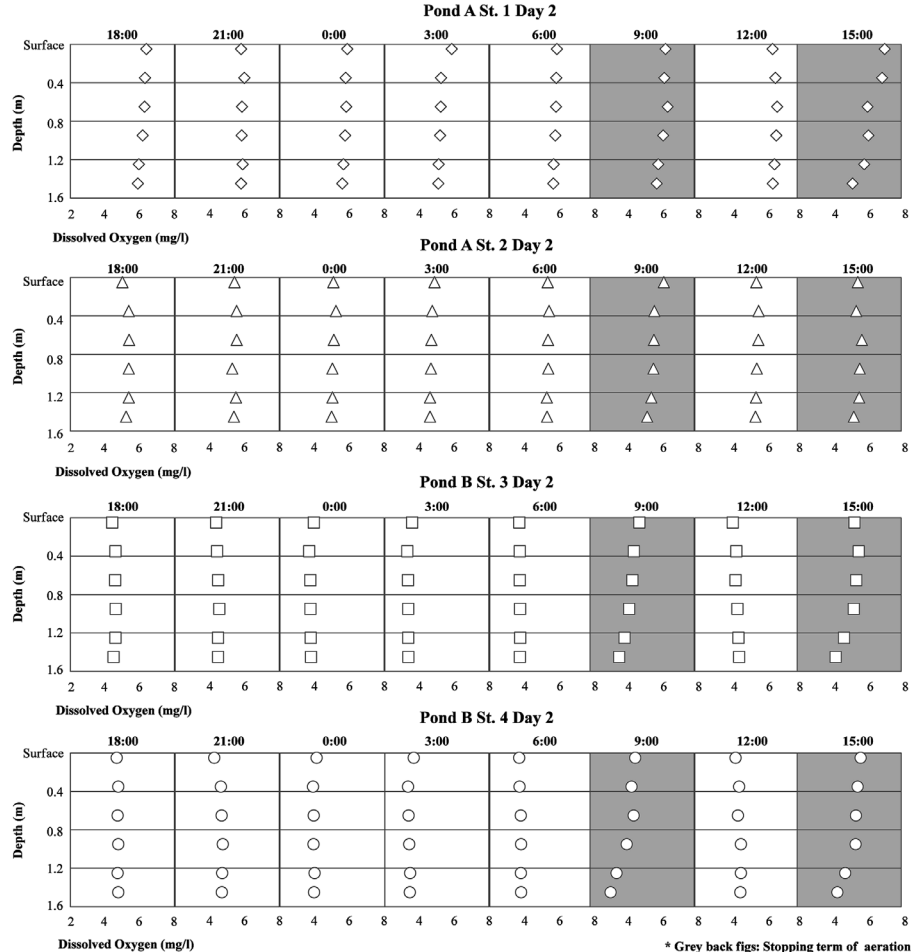 Pond A St. 1 Day 2
18:00 21:00 0:00 3:00 6:00 9:00 12:00 15:00
Surface
0.4
0.8
1.2
1.6
Depth (m)
2 4 6 8 4 6 8 4 6 8 4 6 8 4 6 8 4 6 8 4 6 8 4 6 8
Dissolved Oxygen (mg/l)
Pond A St. 2 Day 2
18:00 21:00 0:00 3:00 6:00 9:00 12:00 15:00
Surface
0.4
0.8
1.2
1.6
Depth (m)
2 4 6 8 4 6 8 4 6 8 4 6 8 4 6 8 4 6 8 4 6 8 4 6 8
Dissolved Oxygen (mg/l)
Pond B St. 3 Day 2
18:00 21:00 0:00 3:00 6:00 9:00 12:00 15:00
Surface
0.4
0.8
1.2
1.6
Depth (m)
2 4 6 8 4 6 8 4 6 8 4 6 8 4 6 8 4 6 8 4 6 8 4 6 8
Dissolved Oxygen (mg/l)
Pond B St. 4 Day 2
18:00 21:00 0:00 3:00 6:00 9:00 12:00 15:00
Surface
0.4
0.8
1.2
1.6
Depth (m)
2 4 6 8 4 6 8 4 6 8 4 6 8 4 6 8 4 6 8 4 6 8 4 6 8
Dissolved Oxygen (mg/l)
* Grey back figs: Stopping term of aeration